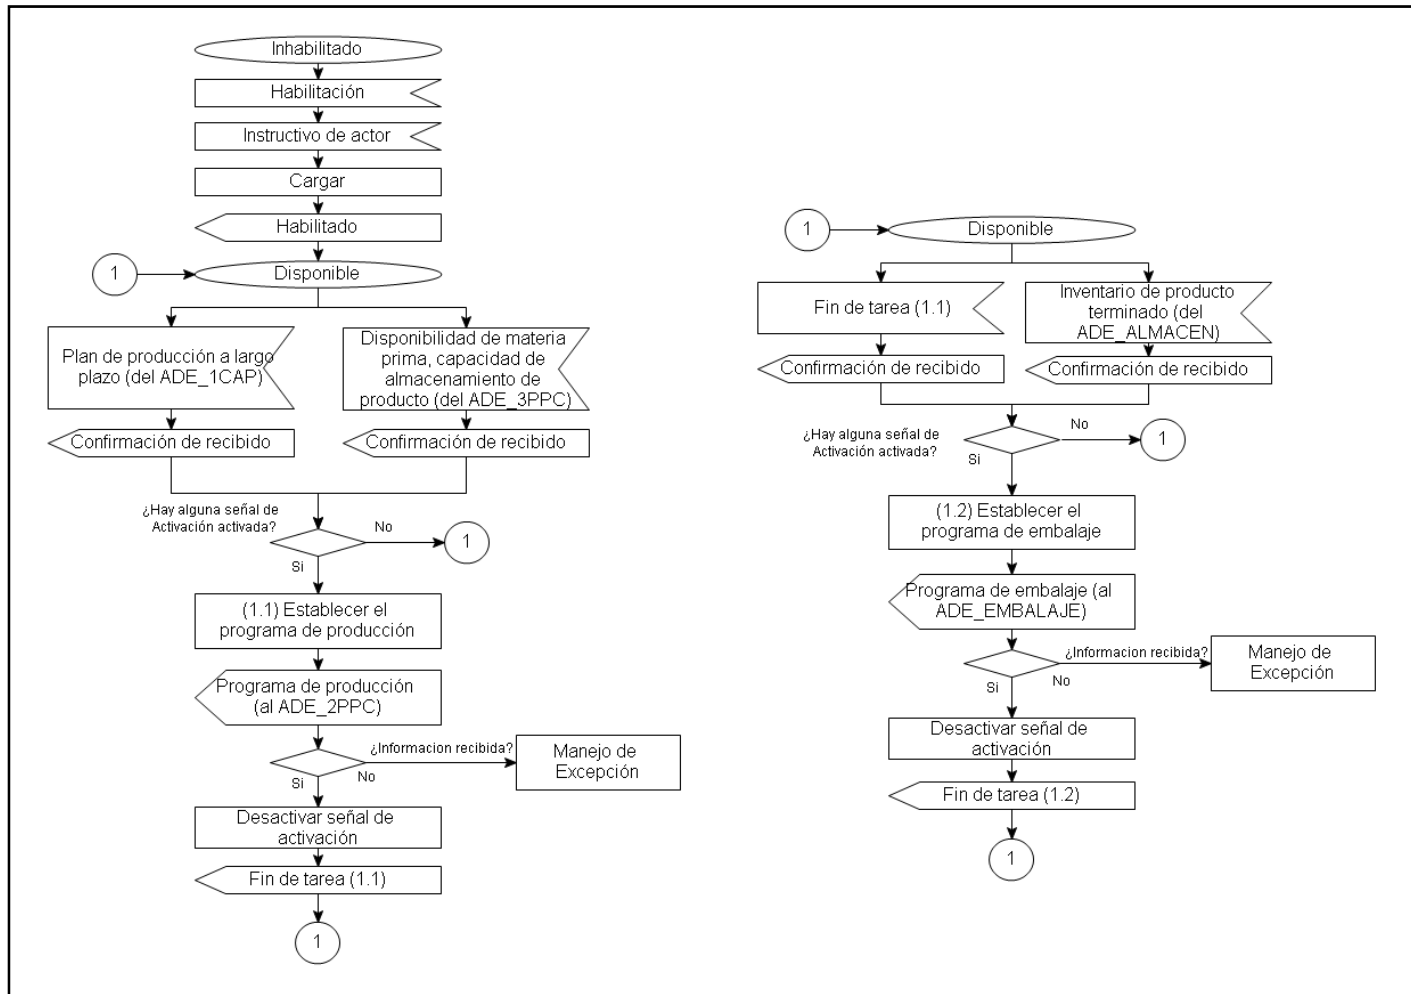 Inhabilitado
Habilitación
Instructivo de actor
Cargar
Habilitado
1
Disponible
Plan de producción a largo
plazo (del ADE_1CAP)
Disponibilidad de materia
prima, capacidad de
almacenamiento de
producto (del ADE_3PPC)
Confirmación de recibido
Confirmación de recibido
¿Hay alguna señal de
Activación activada?
No
1
Si
(1.1) Establecer el
programa de producción
Programa de producción
(al ADE_2PPC)
¿Informacion recibida?
No
Si
Manejo de
Excepción
Desactivar señal de
activación
Fin de tarea (1.1)
1
1
Disponible
Fin de tarea (1.1)
Inventario de producto
terminado (del
ADE_ALMACEN)
Confirmación de recibido
Confirmación de recibido
¿Hay alguna señal de
Activación activada?
No
1
Si
(1.2) Establecer el
programa de embalaje
Programa de embalaje (al
ADE_EMBALAJE)
¿Informacion recibida?
No
Si
Manejo de
Excepción
Desactivar señal de
activación
Fin de tarea (1.2)
1